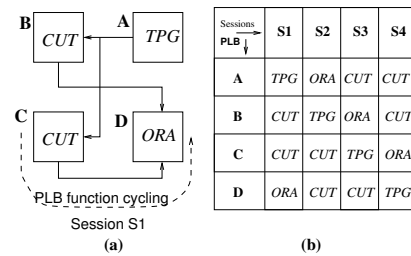 B CUT A TPG
C CUT D ORA
PLB function cycling
Session S1
(a)
Sessions PLB S1 S2 S3 S4
A TPG ORA CUT CUT
B CUT TPG ORA CUT
C CUT CUT TPG ORA
D ORA CUT CUT TPG
(b)